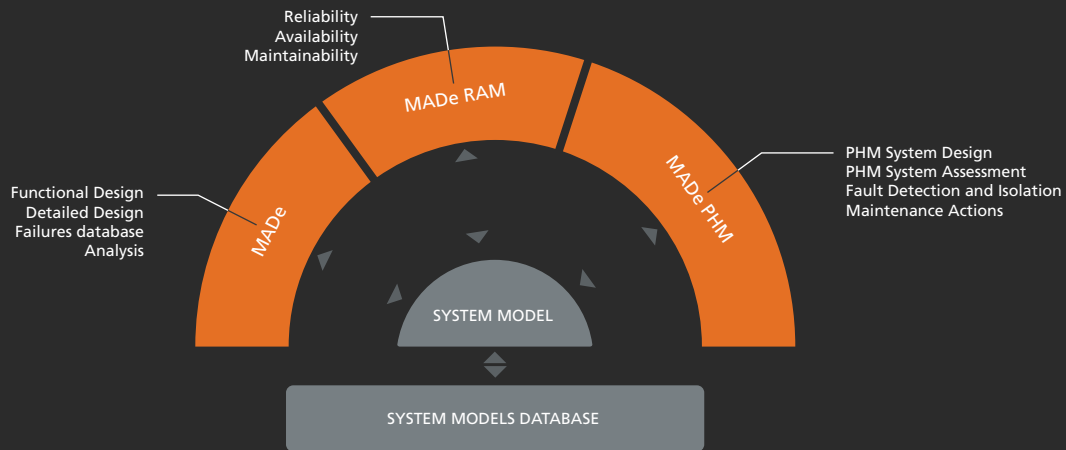 Reliability
Availability
Maintainability
MADe RAM
Functional Design
Detailed Design
Failures database
Analysis
MADe
MADe PHM
PHM System Design
PHM System Assessment
Fault Detection and Isolation
Maintenance Actions
SYSTEM MODEL
SYSTEM MODELS DATABASE